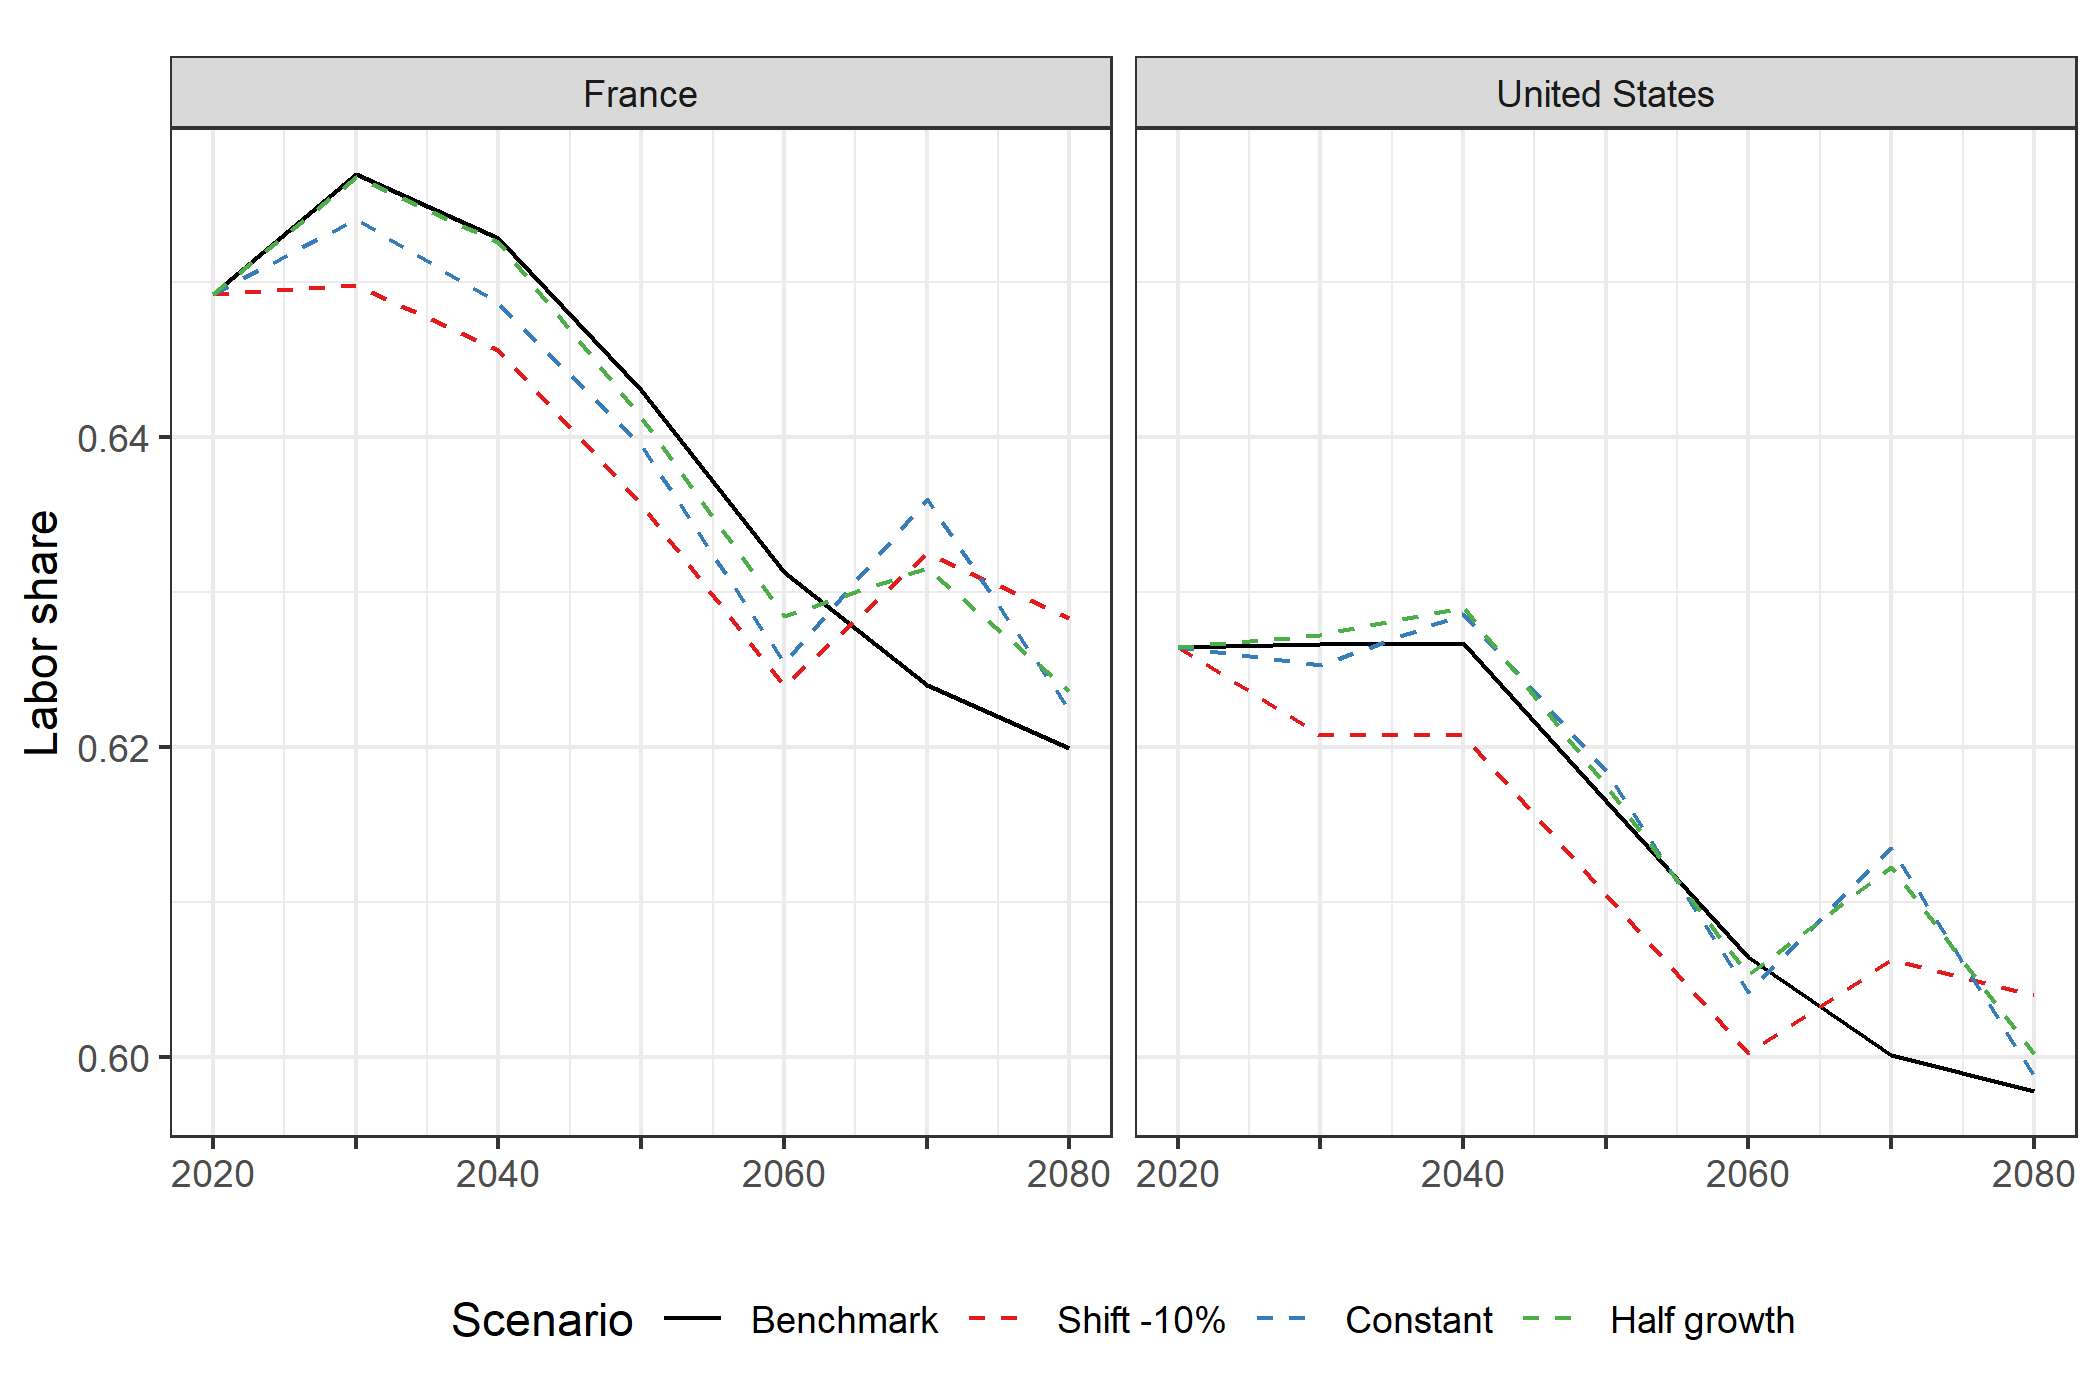 France
United States
Labor share
0.64
0.62
0.60
2020 2040 2060 2080
2020 2040 2060 2080
Scenario Benchmark Shift -10% Constant Half growth